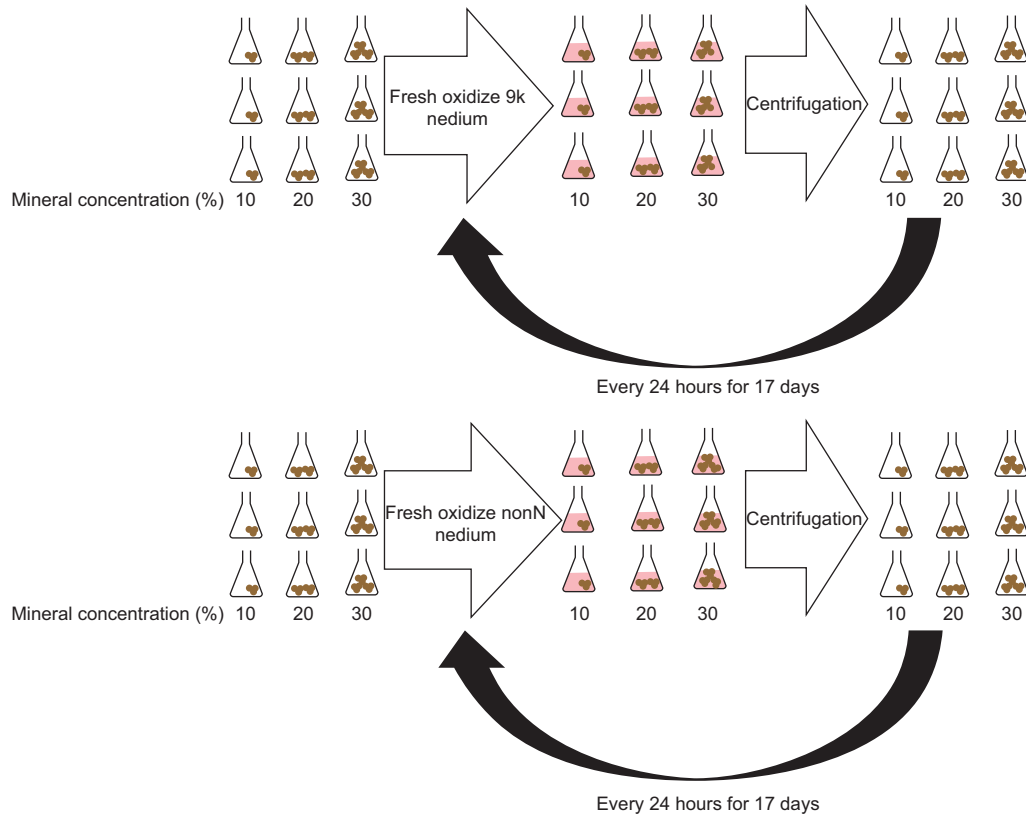 Fresh oxidize 9k
nedium
Centrifugation
Mineral concentration (%) 10 20 30 10 20 30 10 20 30
Every 24 hours for 17 days
Fresh oxidize nonN
nedium
Centrifugation
Mineral concentration (%) 10 20 30 10 20 30 10 20 30
Every 24 hours for 17 days